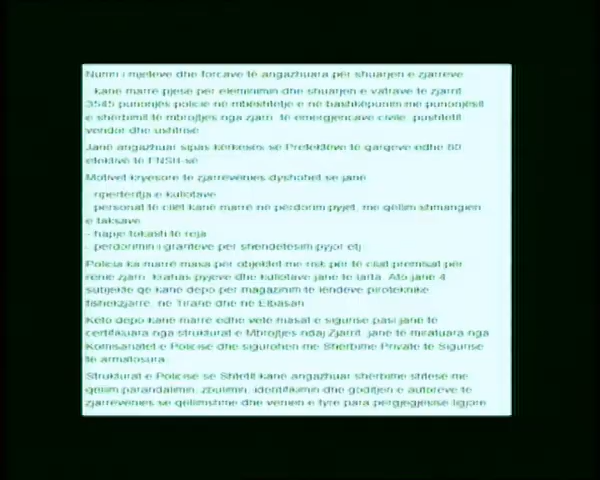 Numri i mjeteve dhe forcave të angazhuara për shuarjen e zjarreve
kanë marrë pjesë për eleminimin dhe shuarjen e vatrave të zjarrit
3545 punonjës policie në mbështetje e në bashkëpunim me punonjësit
e shërbimit të mbrojtjes nga zjarri, të emergjencave civile, pushtetit
vendor dhe ushtrisë
Janë angazhuar sipas kërkesës së Prefektëve të qarqeve edhe 60
efektivë të FNSH-së
Motivet kryesore të zjarrëvënies dyshohet se janë
- ripërtëritja e kullotave
- personat të cilët kanë marrë në përdorim pyjet, me qëllim shmangien
e taksave
- hapje tokash të reja
- përdorimin i granteve për shëndetësim pyjor etj
Policia ka marrë masa për objektet me risk për të cilat premisat për
rënie zjarri, krahas pyjeve dhe kullotave janë të larta. Ato janë 4
subjekte që kanë depo për magazinim të lëndëve piroteknike,
fishekzjarre, në Tiranë dhe në Elbasan
Këto depo kanë marrë edhe vetë masat e sigurisë pasi janë të
certifikuara nga strukturat e Mbrojtjes ndaj Zjarrit, janë të miratuara nga
Komisariatet e Policisë dhe sigurohen me Shërbime Private të Sigurisë
të armatosura
Strukturat e Policisë së Shtetit kanë angazhuar shërbime shtesë me
qëllim parandalimin, zbulimin, identifikimin dhe goditjen e autorëve të
zjarrëvënies së qëllimshme dhe vënien e tyre para përgjegjësisë ligjore